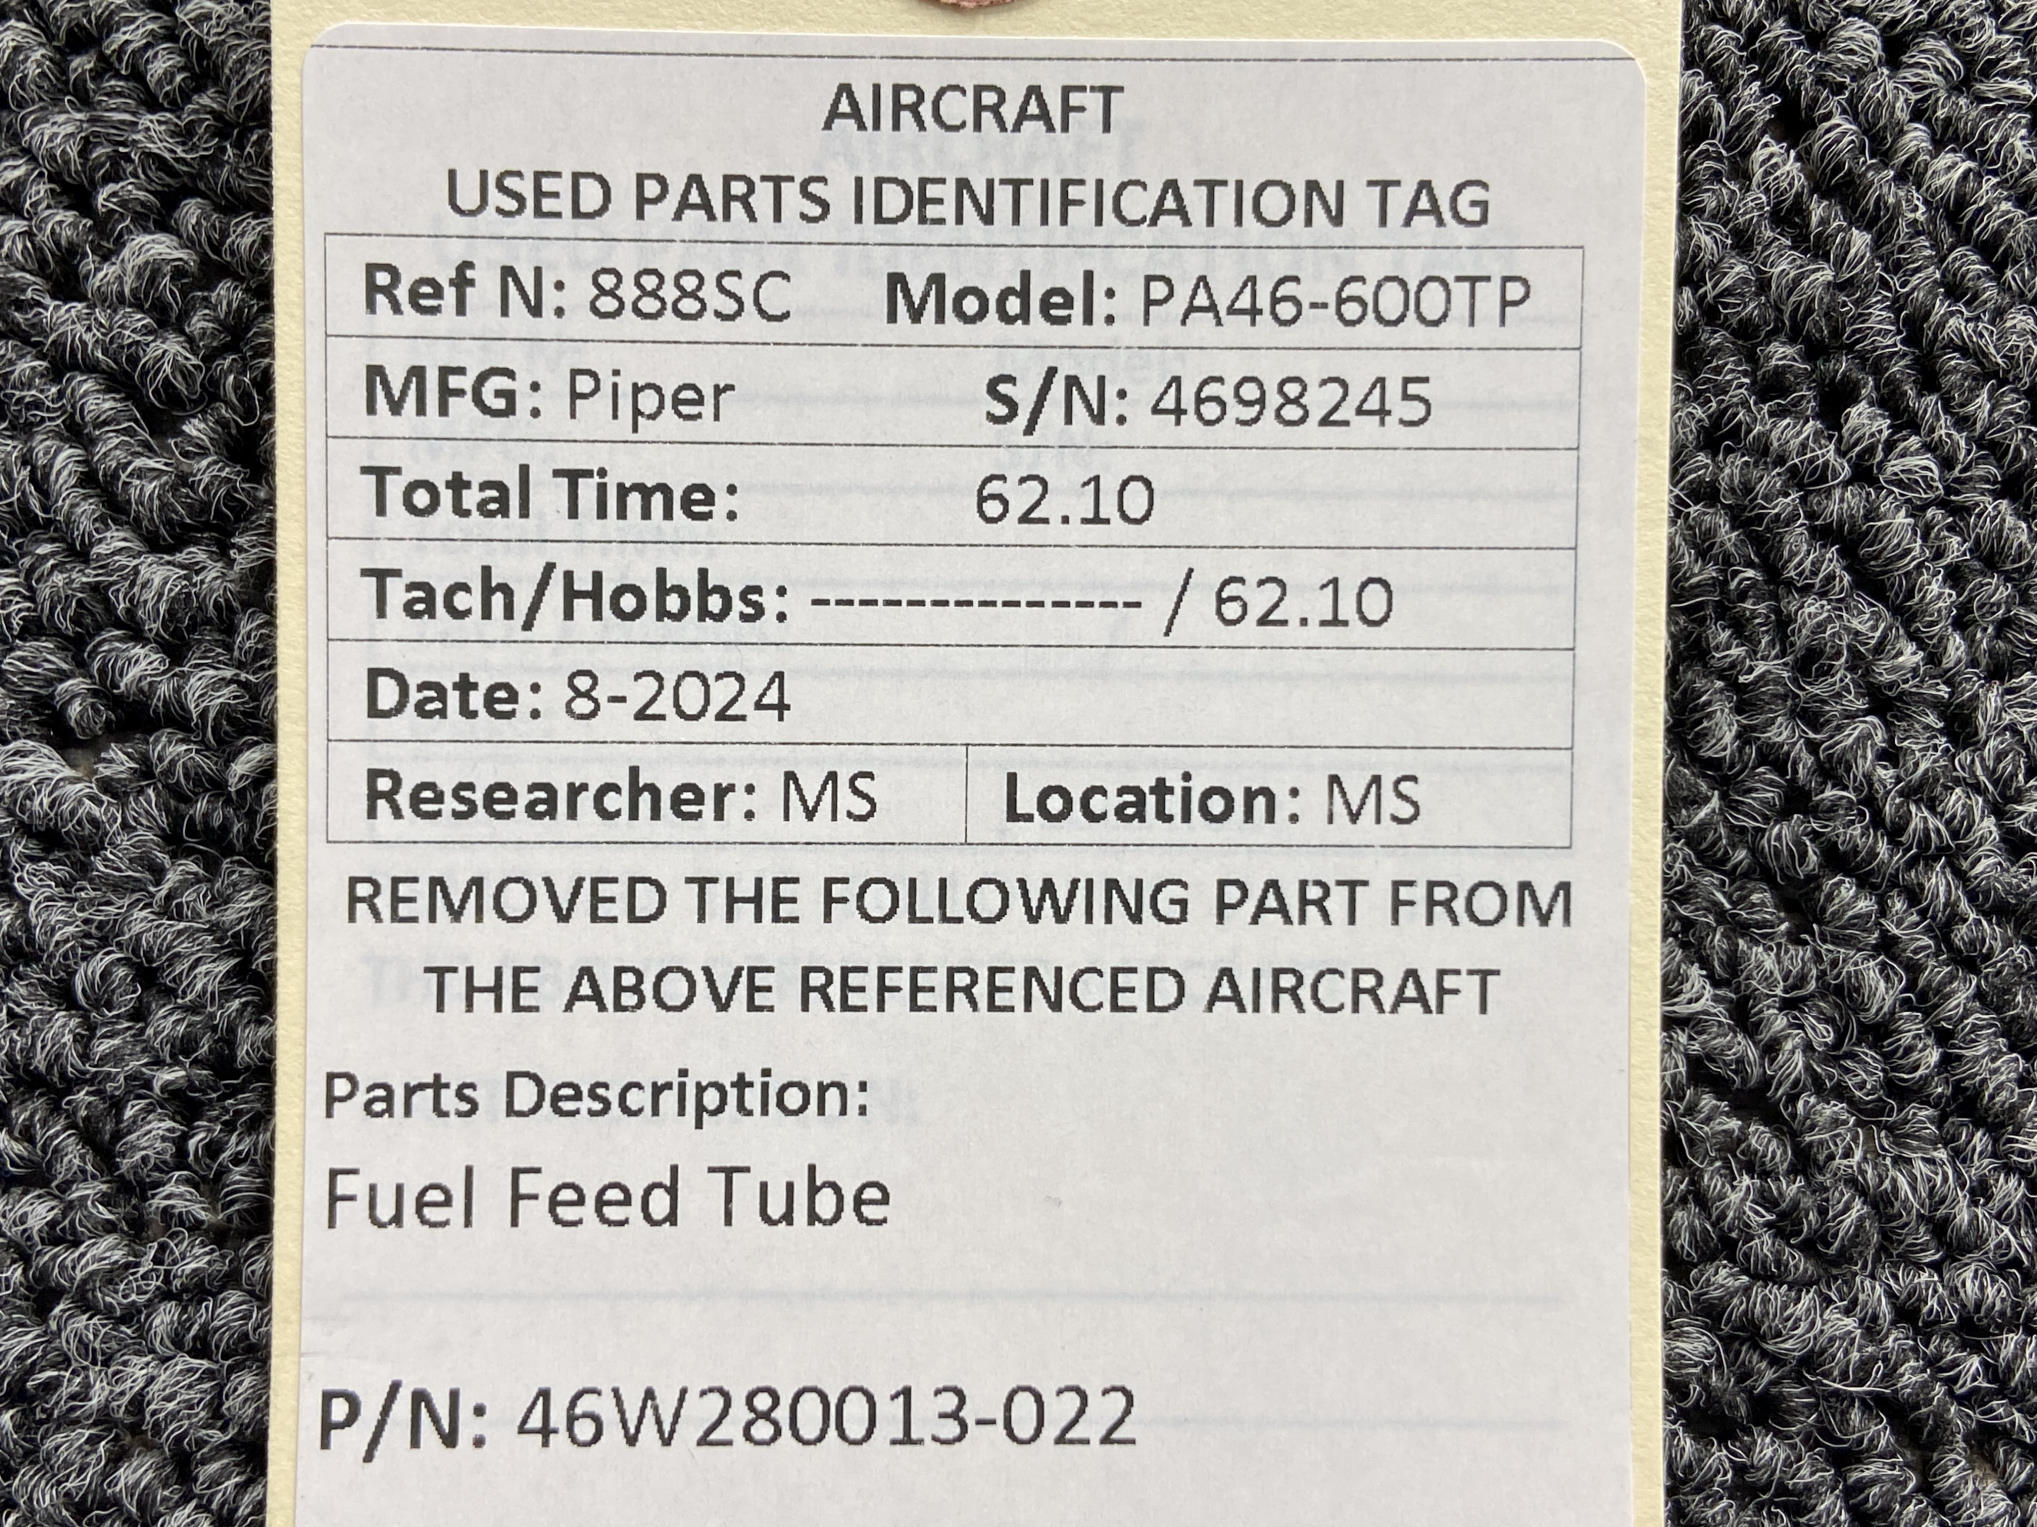 AIRCRAFT
USED PARTS IDENTIFICATION TAG
Ref N: 888SC Model: PA46-600TP
MFG: Piper S/N: 4698245
Total Time: 62.10
Tach/Hobbs: -------------- / 62.10
Date: 8-2024
Researcher: MS Location: MS
REMOVED THE FOLLOWING PART FROM
THE ABOVE REFERENCED AIRCRAFT
Parts Description:
Fuel Feed Tube
P/N: 46W280013-022